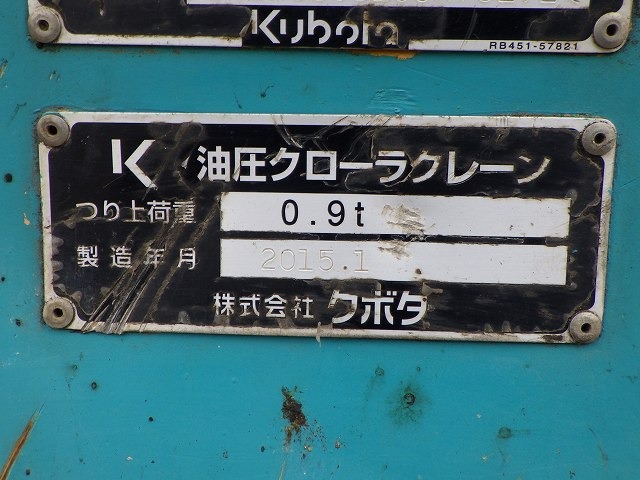 Kubota
RB451-57821
K 油圧クローラクレーン
つり上荷重 0.9t
製造年月 2015.1
株式会社 クボタ